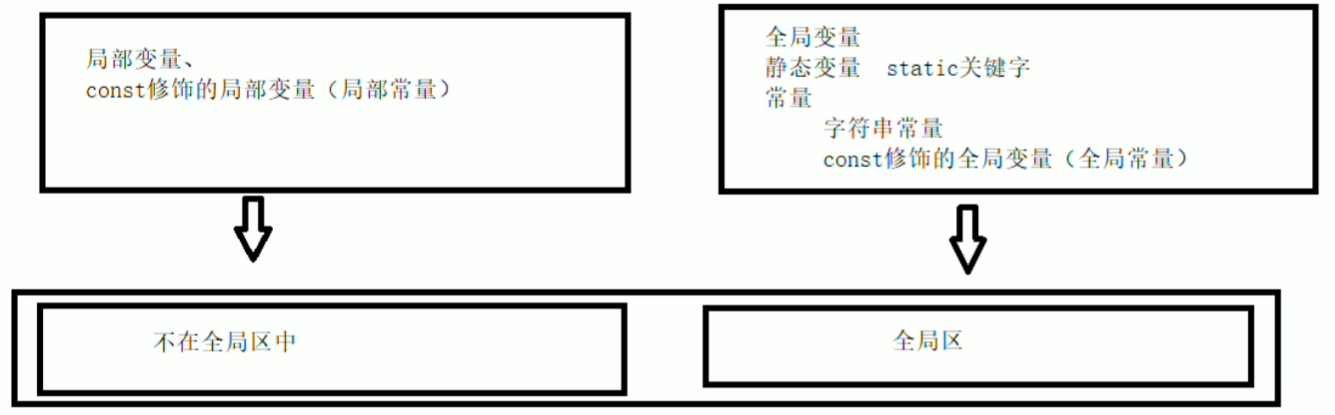 局部变量、
const修饰的局部变量（局部常量）
全局变量
静态变量 static关键字
常量
字符串常量
const修饰的全局变量（全局常量）
不在全局区中
全局区